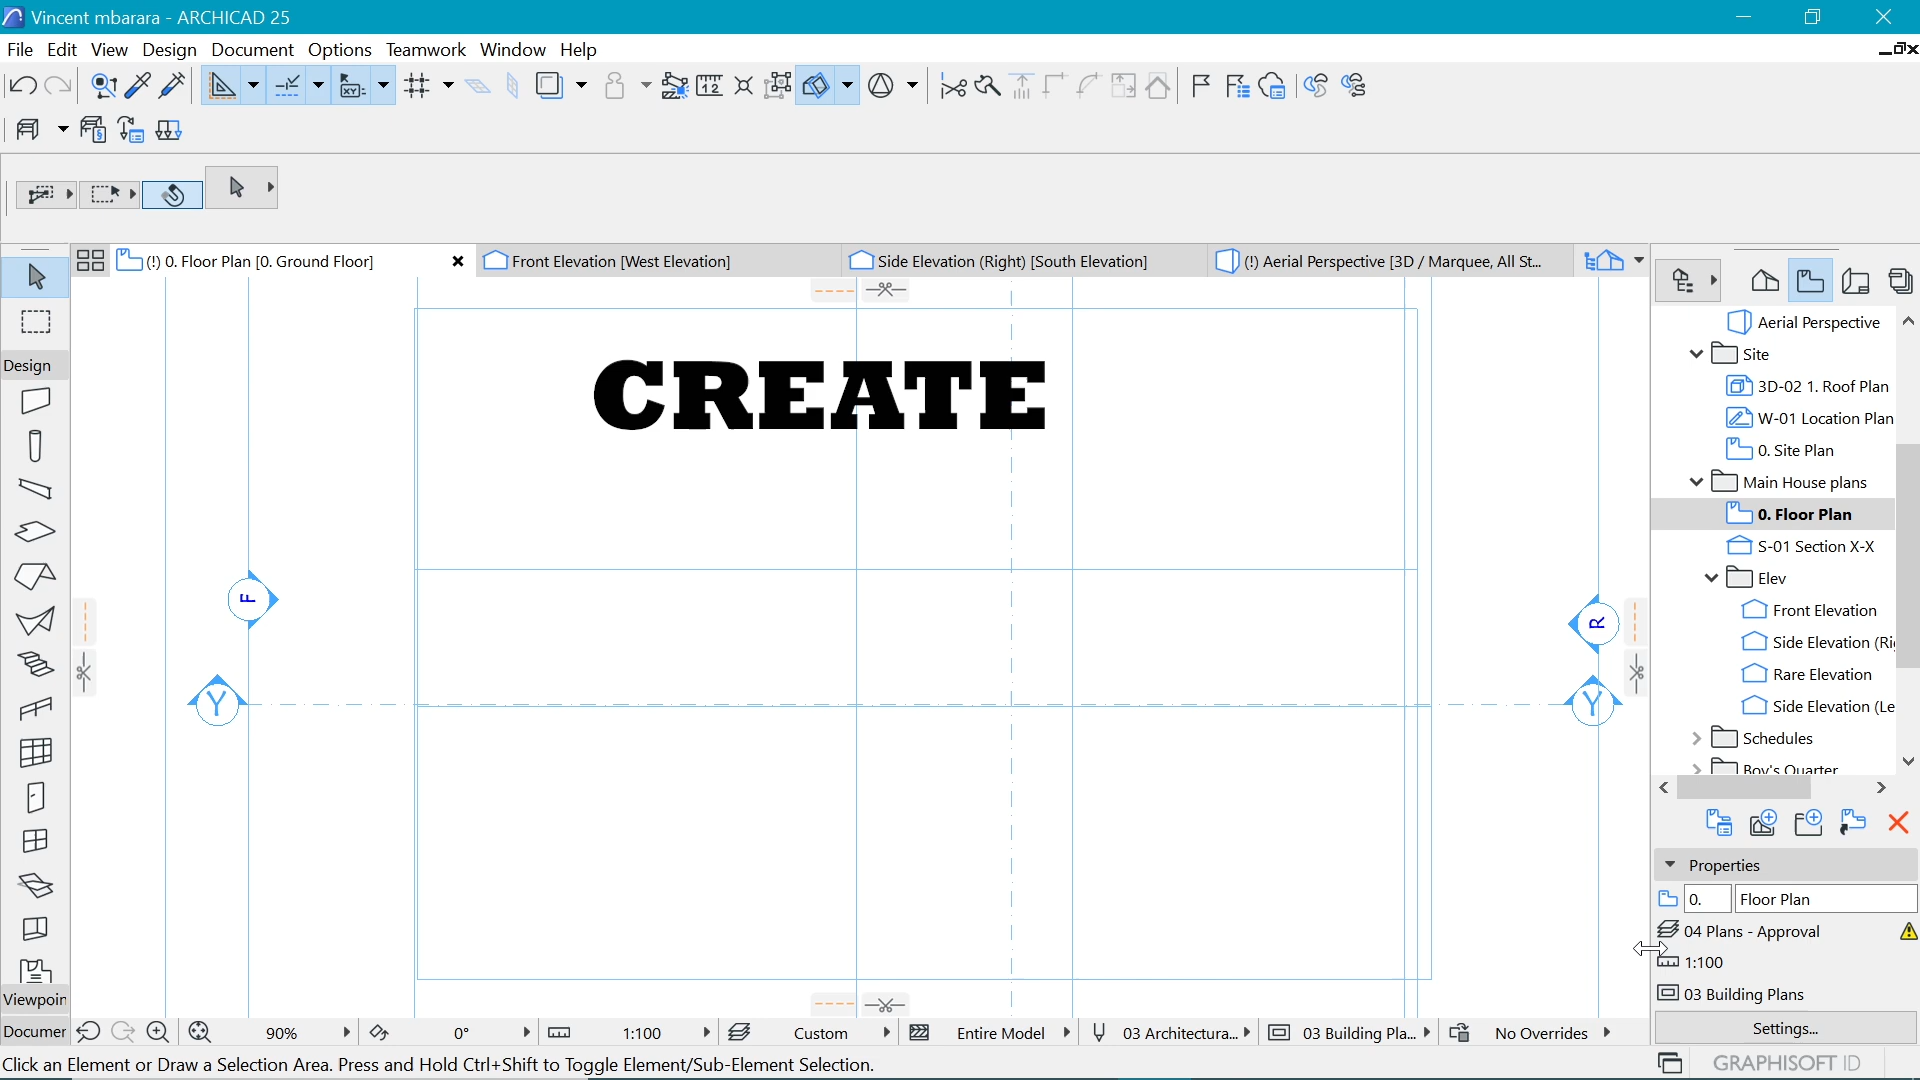 Vincent mbarara - ARCHICAD 25
File Edit View Design Document Options Teamwork Window Help
(!) 0. Floor Plan [0. Ground Floor] Front Elevation [West Elevation] Side Elevation (Right) [South Elevation] (!) Aerial Perspective [3D / Marquee, All St...
CREATE
Design
Viewpoin
Documer
F
R
Y
Y
Aerial Perspective
Site
3D-02 1. Roof Plan
W-01 Location Plan
0. Site Plan
Main House plans
0. Floor Plan
S-01 Section X-X
Elev
Front Elevation
Side Elevation (Ri
Rare Elevation
Side Elevation (Le
Schedules
Boy's Quarter
Properties
0. Floor Plan
04 Plans - Approval
1:100
03 Building Plans
Settings...
90% 0° 1:100 Custom Entire Model 03 Architectura... 03 Building Pla... No Overrides
Click an Element or Draw a Selection Area. Press and Hold Ctrl+Shift to Toggle Element/Sub-Element Selection.
GRAPHISOFT ID